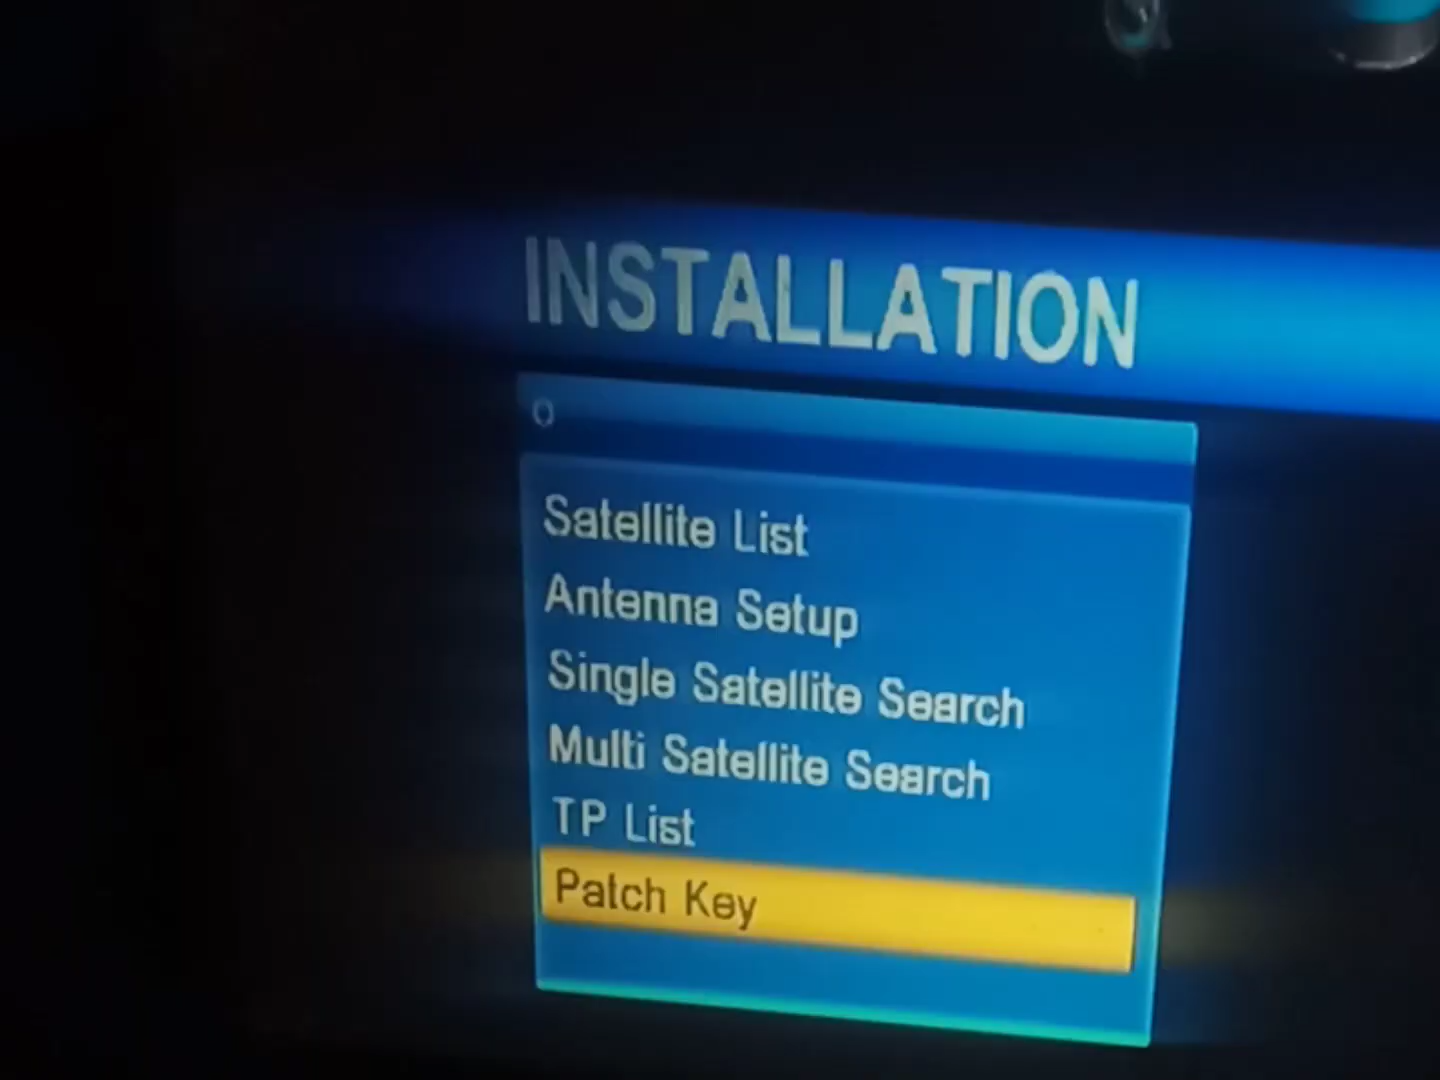 INSTALLATION
Satellite List
Antenna Setup
Single Satellite Search
Multi Satellite Search
TP List
Patch Key